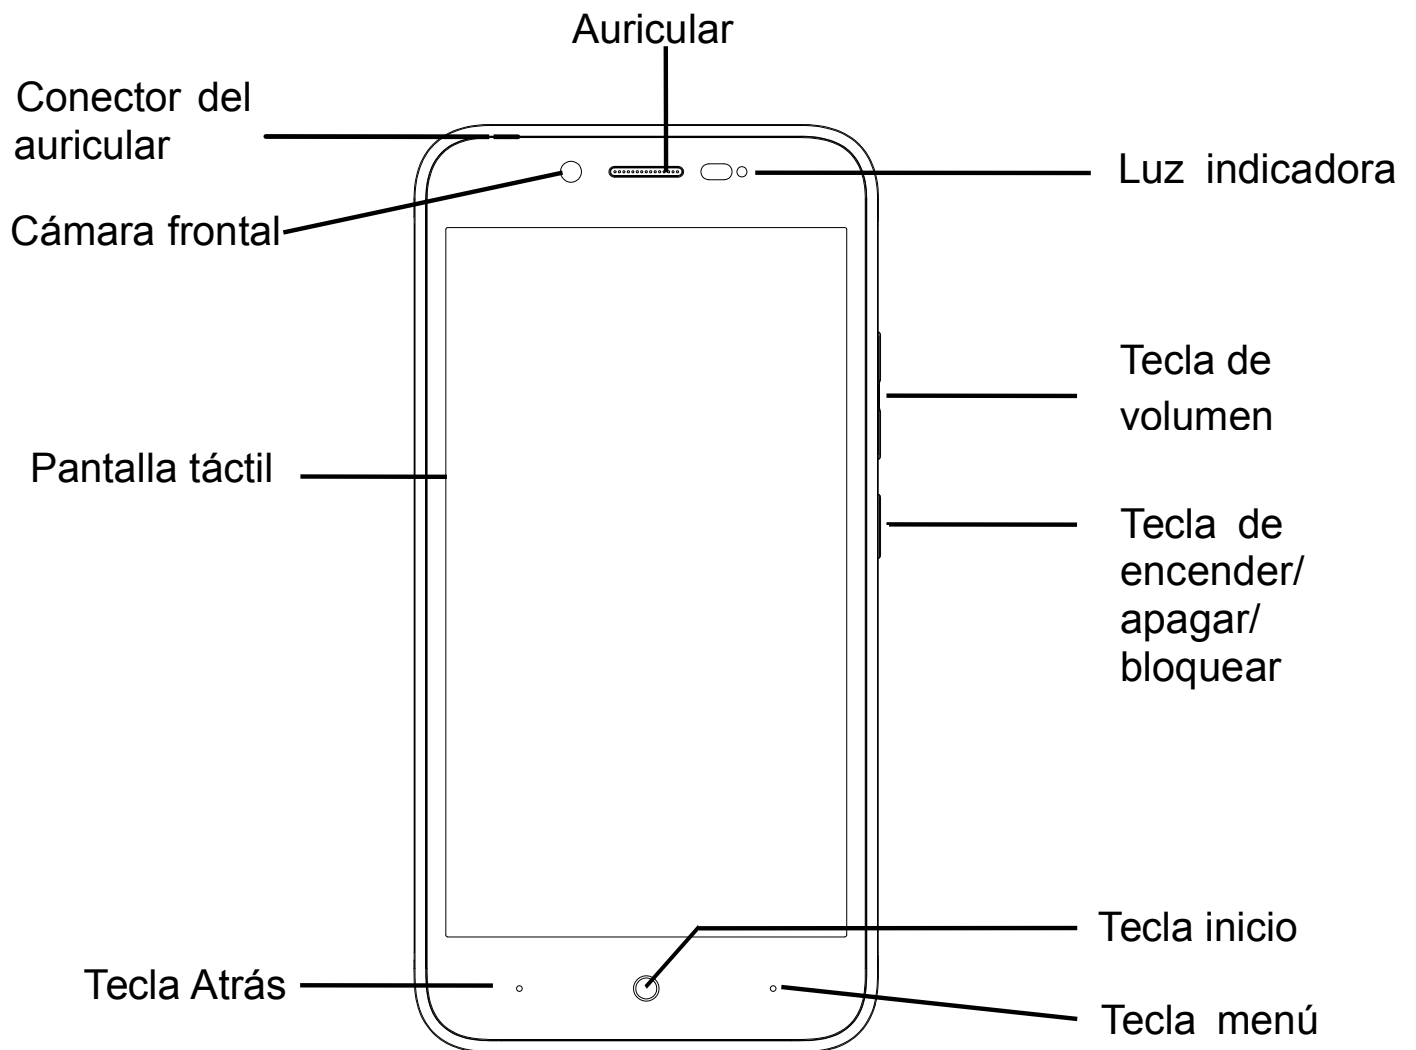 Auricular
Conector del
auricular
Luz indicadora
Cámara frontal
Tecla de
volumen
Pantalla táctil
Tecla de
encender/
apagar/
bloquear
Tecla inicio
Tecla Atrás
Tecla menú